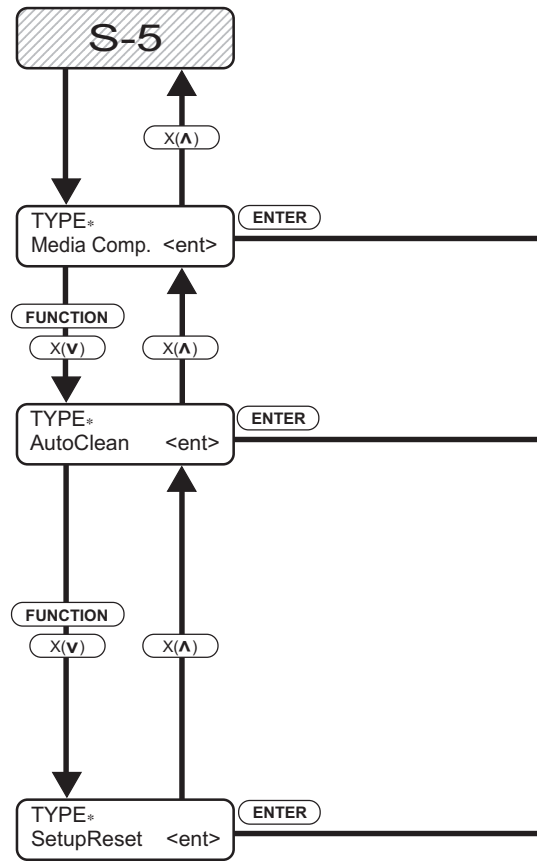 S-5
X(∧)
TYPE*
Media Comp. <ent>
ENTER
FUNCTION
X(∨)
X(∧)
TYPE*
AutoClean <ent>
ENTER
FUNCTION
X(∨)
X(∧)
TYPE*
SetupReset <ent>
ENTER